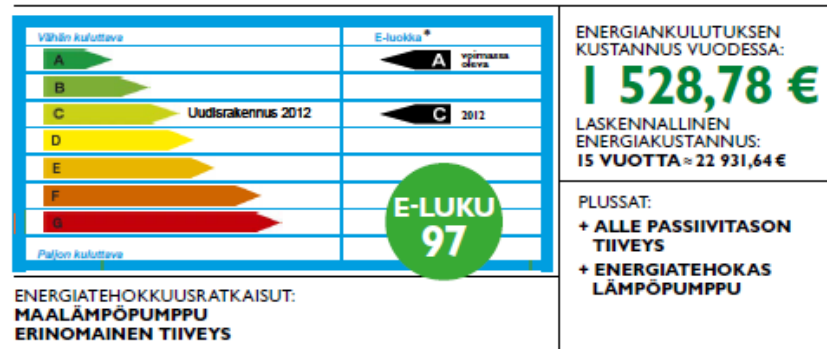 Vähän kuluttava
E-luokka*
A
A voimassa oleva
B
C Uudisrakennus 2012
C 2012
D
E
F
G
Paljon kuluttava
E-LUKU
97
ENERGIATEHOKKUUSRATKAISUT:
MAALÄMPÖPUMPPU
ERINOMAINEN TIIVEYS
ENERGIANKULUTUKSEN
KUSTANNUS VUODESSA:
1 528,78 €
LASKENNALLINEN
ENERGIAKUSTANNUS:
15 VUOTTA ≈ 22 931,64 €
PLUSSAT:
+ ALLE PASSIIVITASON
TIIVEYS
+ ENERGIATEHOKAS
LÄMPÖPUMPPU